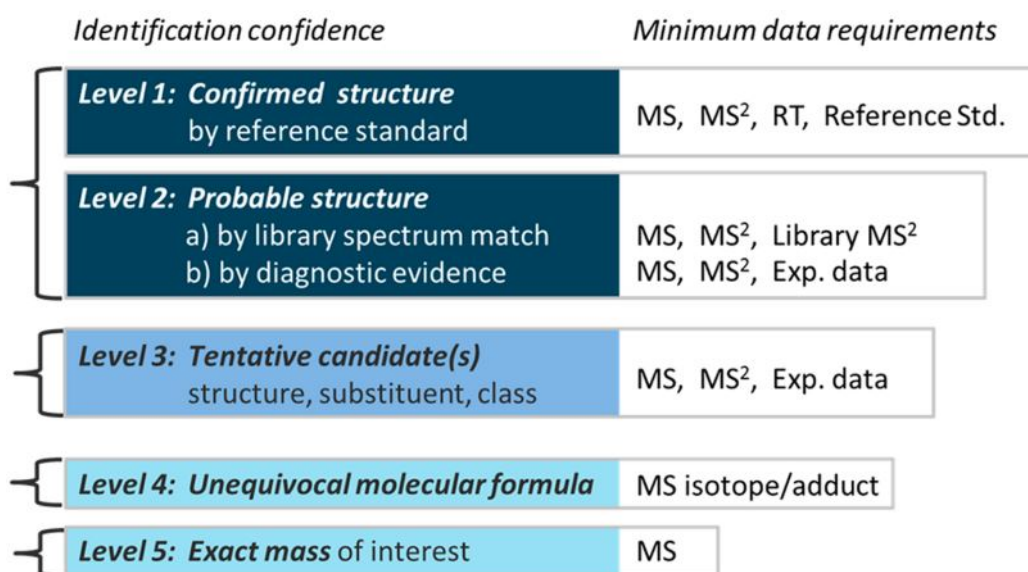 Identification confidence
Minimum data requirements
Level 1: Confirmed structure
by reference standard
MS, MS², RT, Reference Std.
Level 2: Probable structure
a) by library spectrum match
MS, MS², Library MS²
b) by diagnostic evidence
MS, MS², Exp. data
Level 3: Tentative candidate(s)
structure, substituent, class
MS, MS², Exp. data
Level 4: Unequivocal molecular formula
MS isotope/adduct
Level 5: Exact mass of interest
MS